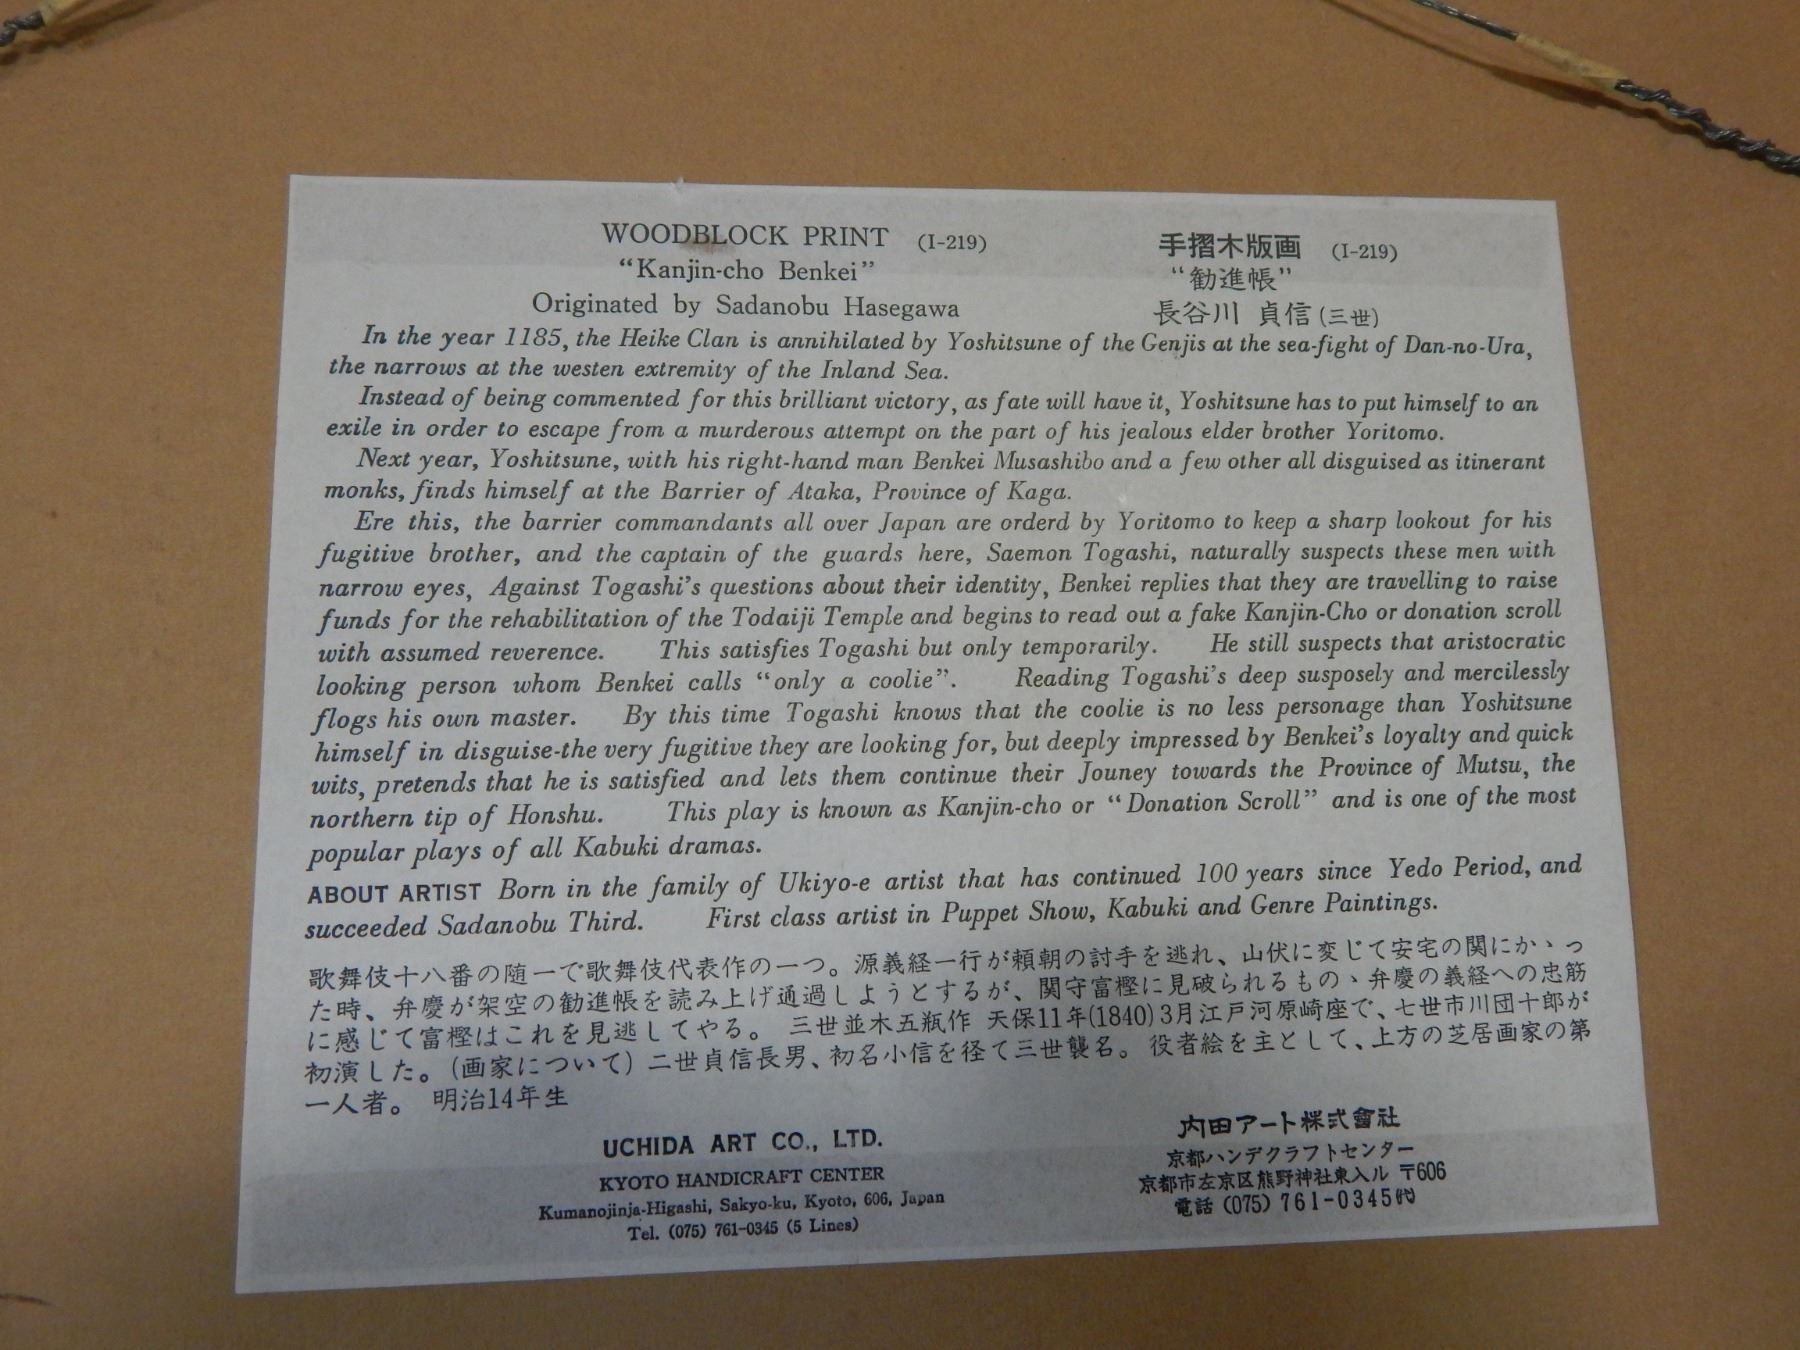 WOODBLOCK PRINT (I-219)
“Kanjin-cho Benkei”
Originated by Sadanobu Hasegawa
手摺木版画 (I-219)
“勧進帳”
長谷川 貞信(三世)
In the year 1185, the Heike Clan is annihilated by Yoshitsune of the Genjis at the sea-fight of Dan-no-Ura,
the narrows at the westen extremity of the Inland Sea.
Instead of being commented for this brilliant victory, as fate will have it, Yoshitsune has to put himself to an
exile in order to escape from a murderous attempt on the part of his jealous elder brother Yoritomo.
Next year, Yoshitsune, with his right-hand man Benkei Musashibo and a few other all disguised as itinerant
monks, finds himself at the Barrier of Ataka, Province of Kaga.
Ere this, the barrier commandants all over Japan are orderd by Yoritomo to keep a sharp lookout for his
fugitive brother, and the captain of the guards here, Saemon Togashi, naturally suspects these men with
narrow eyes, Against Togashi’s questions about their identity, Benkei replies that they are travelling to raise
funds for the rehabilitation of the Todaiji Temple and begins to read out a fake Kanjin-Cho or donation scroll
with assumed reverence. This satisfies Togashi but only temporarily. He still suspects that aristocratic
looking person whom Benkei calls “only a coolie”. Reading Togashi’s deep susposely and mercilessly
flogs his own master. By this time Togashi knows that the coolie is no less personage than Yoshitsune
himself in disguise-the very fugitive they are looking for, but deeply impressed by Benkei’s loyalty and quick
wits, pretends that he is satisfied and lets them continue their Jouney towards the Province of Mutsu, the
northern tip of Honshu. This play is known as Kanjin-cho or “Donation Scroll” and is one of the most
popular plays of all Kabuki dramas.
ABOUT ARTIST Born in the family of Ukiyo-e artist that has continued 100 years since Yedo Period, and
succeeded Sadanobu Third. First class artist in Puppet Show, Kabuki and Genre Paintings.
歌舞伎十八番の随一で歌舞伎代表作の一つ。源義経一行が頼朝の討手を逃れ、山伏に変じて安宅の関にかゝっ
た時、弁慶が架空の勧進帳を読み上げ通過しようとするが、関守富樫に見破られるものゝ弁慶の義経への忠筋
に感じて富樫はこれを見逃してやる。 三世並木五瓶作 天保11年(1840)3月江戸河原崎座で、七世市川団十郎が
初演した。(画家について) 二世貞信長男、初名小信を径て三世襲名。 役者絵を主として、上方の芝居画家の第
一人者。 明治14年生
UCHIDA ART CO., LTD.
KYOTO HANDICRAFT CENTER
Kumanojinja-Higashi, Sakyo-ku, Kyoto, 606, Japan
Tel. (075) 761-0345 (5 Lines)
内田アート株式會社
京都ハンデクラフトセンター
京都市左京区熊野神社東入ル 〒606
電話 (075) 761-0345㈹